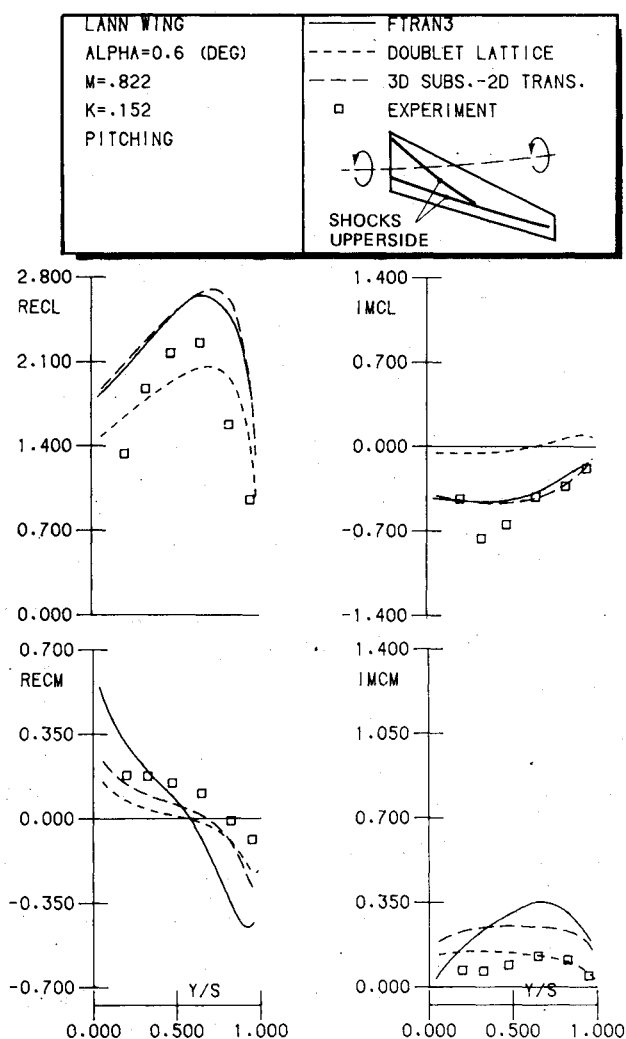 LANN WING
ALPHA=0.6 (DEG)
M=.822
K=.152
PITCHING
FTRAN3
DOUBLET LATTICE
3D SUBS.-2D TRANS.
EXPERIMENT
SHOCKS
UPPERSIDE
2.800
RECL
2.100
1.400
0.700
0.000
1.400
IMCL
0.700
0.000
-0.700
-1.400
0.700
RECM
0.350
0.000
-0.350
-0.700
Y/S
0.000 0.500 1.000
1.400
IMCM
1.050
0.700
0.350
0.000
Y/S
0.000 0.500 1.000